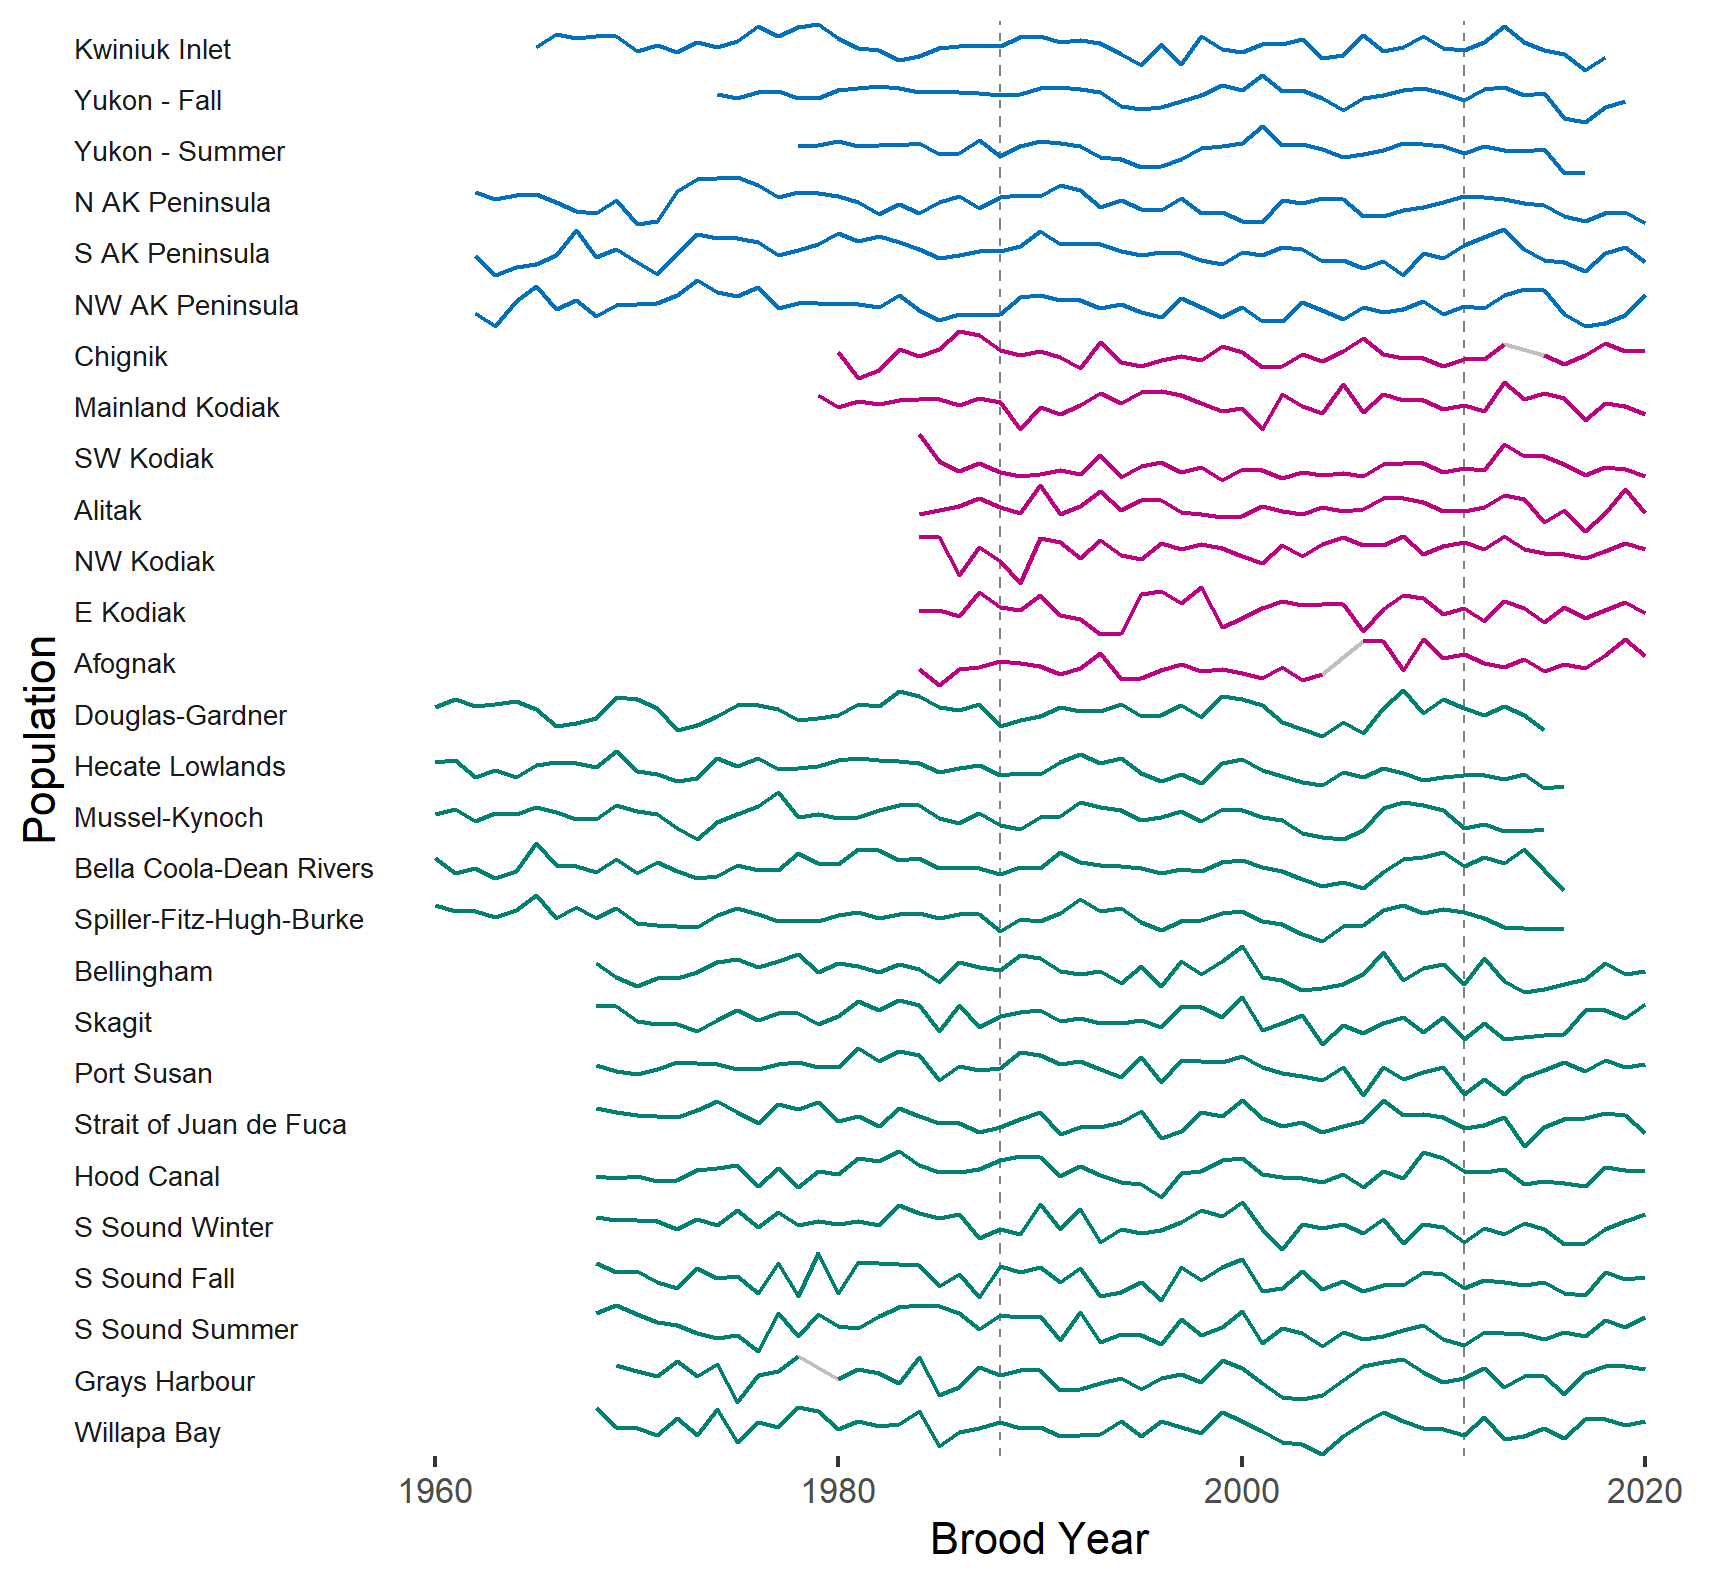 Kwiniuk Inlet
Yukon - Fall
Yukon - Summer
N AK Peninsula
S AK Peninsula
NW AK Peninsula
Chignik
Mainland Kodiak
SW Kodiak
Alitak
NW Kodiak
E Kodiak
Afognak
Douglas-Gardner
Hecate Lowlands
Mussel-Kynoch
Bella Coola-Dean Rivers
Spiller-Fitz-Hugh-Burke
Bellingham
Skagit
Port Susan
Strait of Juan de Fuca
Hood Canal
S Sound Winter
S Sound Fall
S Sound Summer
Grays Harbour
Willapa Bay
Population
1960 1980 2000 2020
Brood Year